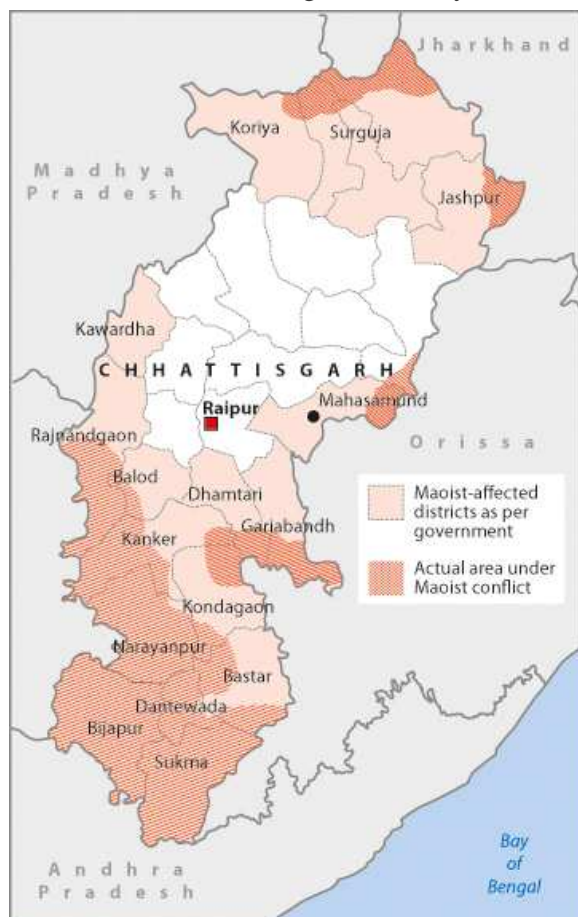 Jharkhand
Koriya
Surguja
Madhya
Pradesh
Jashpur
Kawardha
CHHATTISGARH
Raipur
Mahasamund
Rajnandgaon
Orissa
Balod
Dhamtari
Gariabandh
Kanker
Maoist-affected
districts as per
government
Actual area under
Maoist conflict
Kondagaon
Narayanpur
Bastar
Dantewada
Bijapur
Sukma
Andhra
Pradesh
Bay
of
Bengal